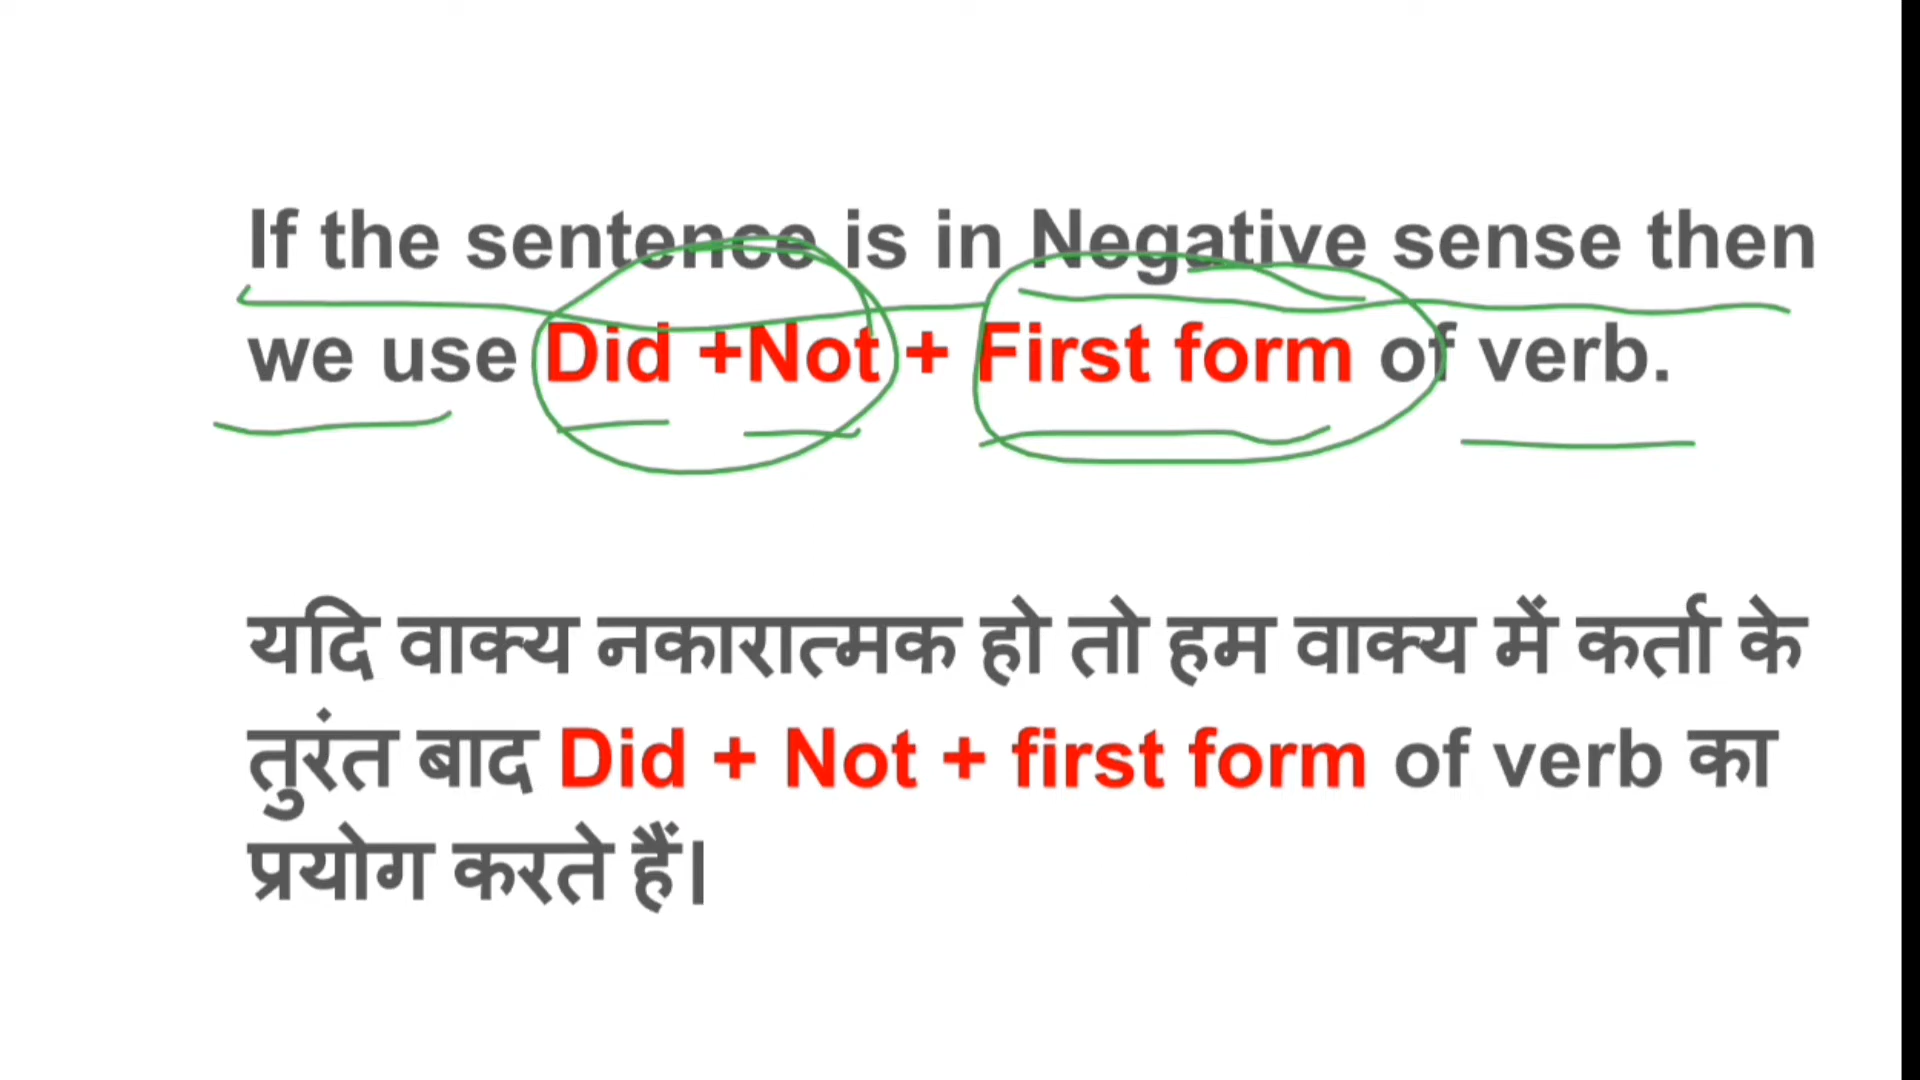 If the sentence is in Negative sense then
we use Did +Not + First form of verb.
यदि वाक्य नकारात्मक हो तो हम वाक्य में कर्ता के
तुरंत बाद Did + Not + first form of verb का
प्रयोग करते हैं।